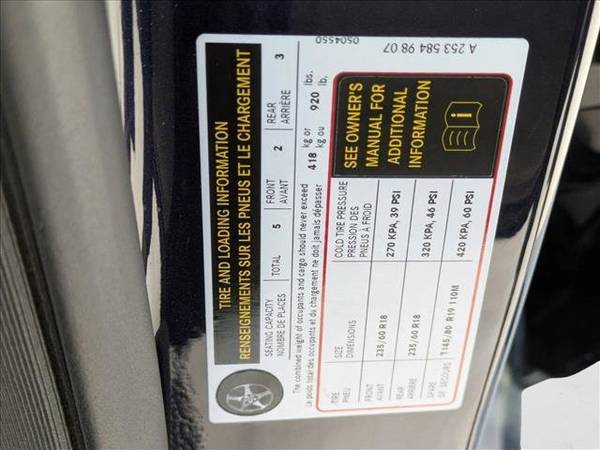 TIRE AND LOADING INFORMATION
RENSEIGNEMENTS SUR LES PNEUS ET LE CHARGEMENT
SEATING CAPACITY
NOMBRE DE PLACES
TOTAL 5
FRONT
AVANT
2
REAR
ARRIÈRE
3
The combined weight of occupants and cargo should never exceed
Le poids total des occupants et du chargement ne doit jamais dépasser
418 kg or
kg ou
920 lbs.
lb.
TIRE
PNEU
SIZE
DIMENSIONS
COLD TIRE PRESSURE
PRESSION DES
PNEUS À FROID
FRONT
AVANT
235/60 R18
270 KPA, 39 PSI
REAR
ARRIÈRE
235/60 R18
320 KPA, 46 PSI
SPARE
DE SECOURS
T145/80 R19 110M
420 KPA, 60 PSI
SEE OWNER'S
MANUAL FOR
ADDITIONAL
INFORMATION
i
0504550
A 253 584 98 07